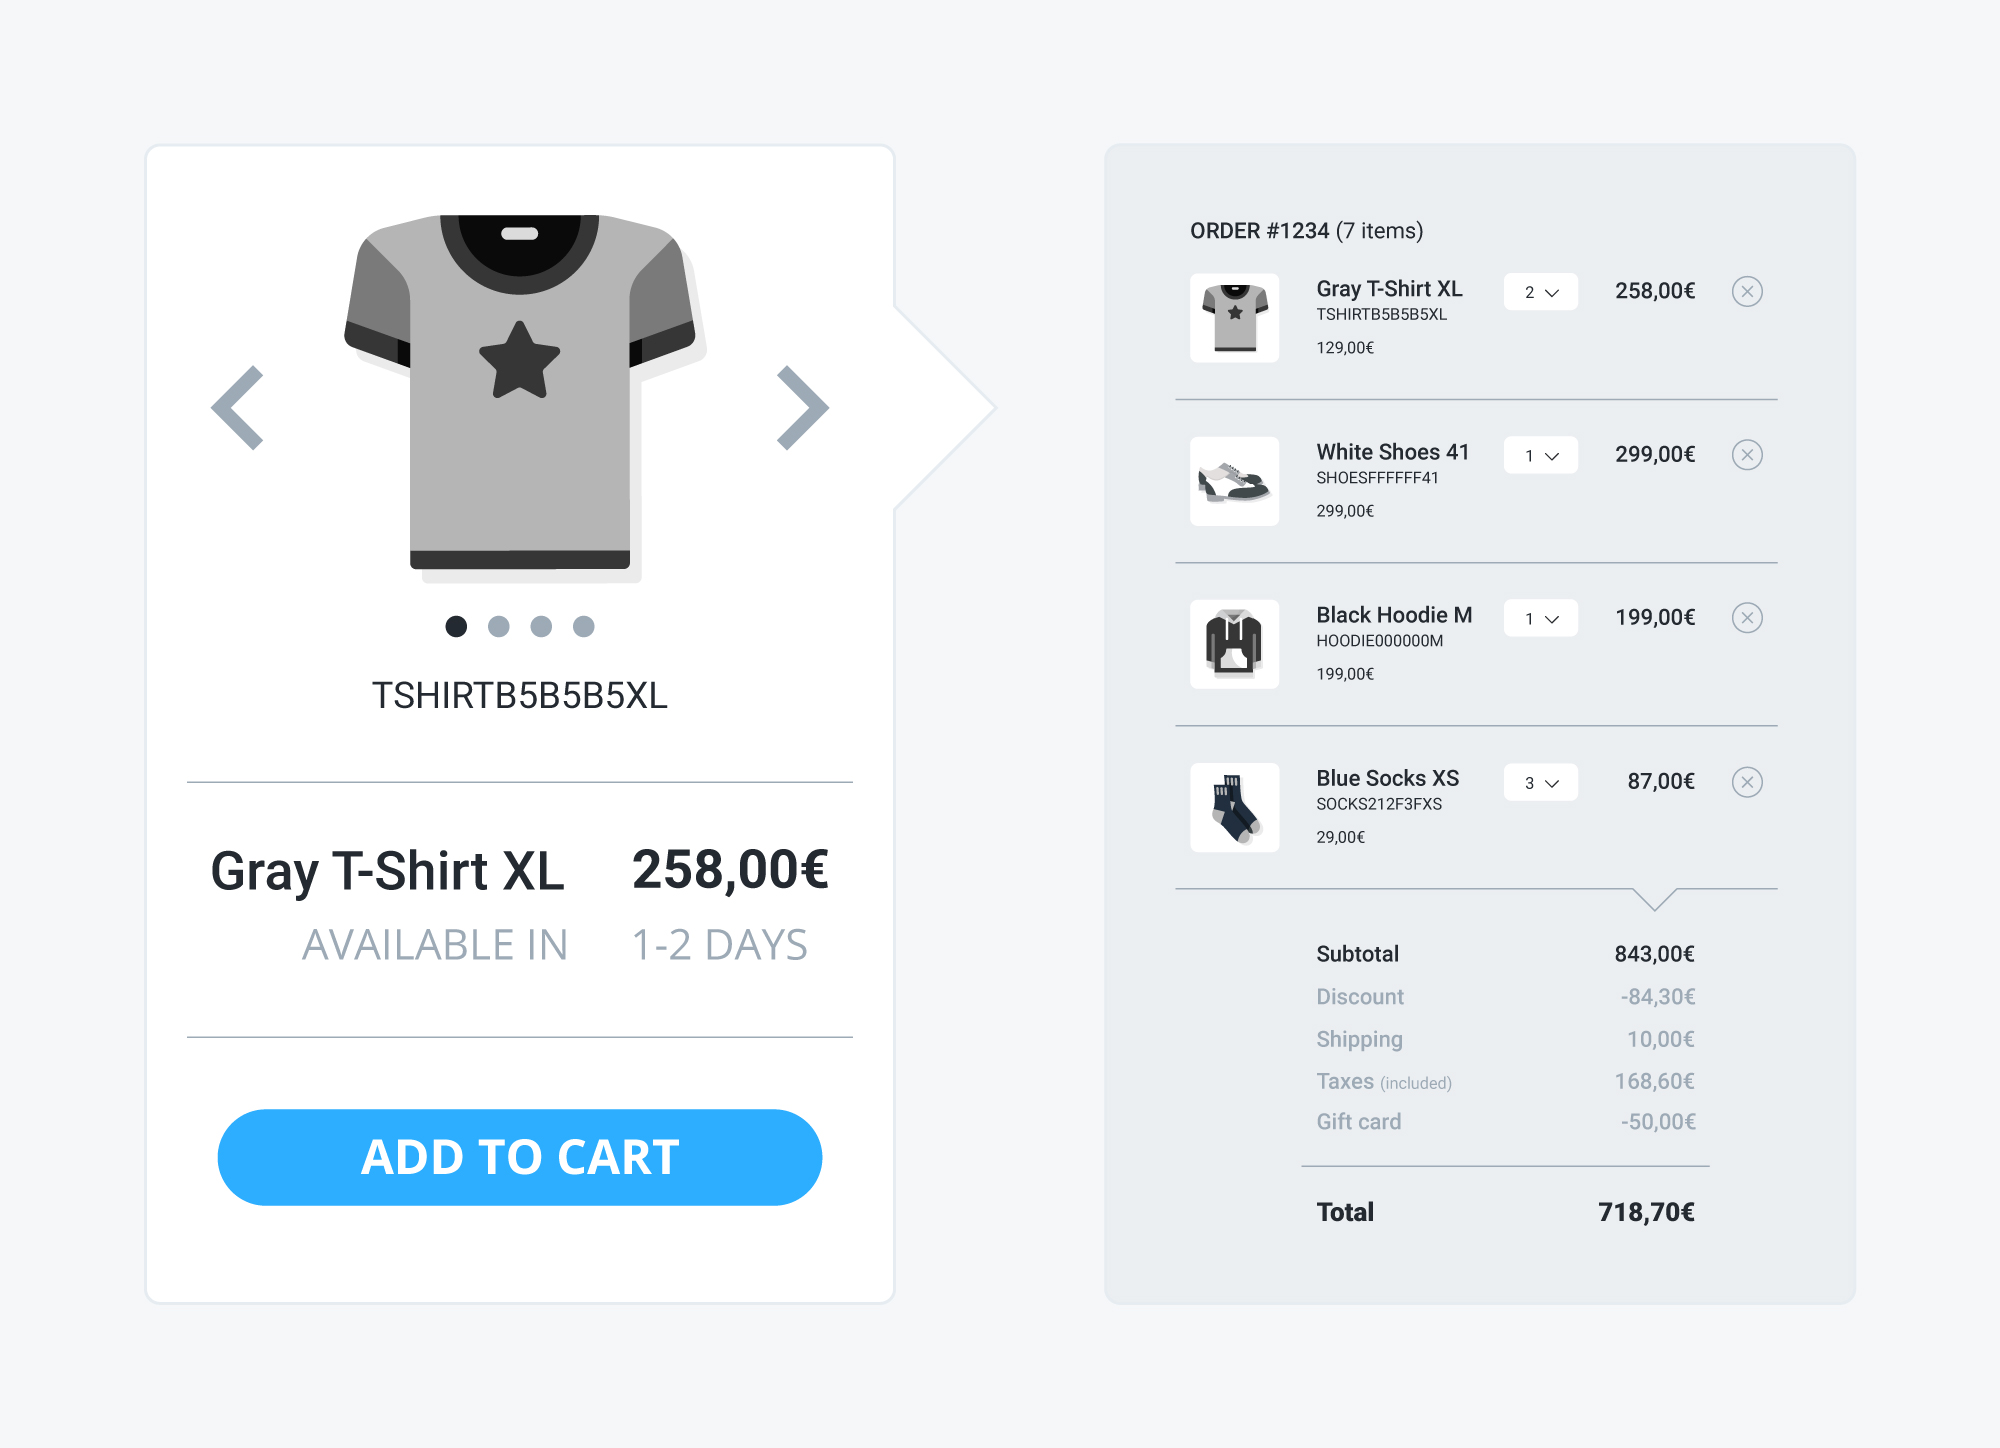 TSHIRTB5B5B5XL
Gray T-Shirt XL 258,00€
AVAILABLE IN 1-2 DAYS
ADD TO CART
ORDER #1234 (7 items)
Gray T-Shirt XL 2 258,00€
TSHIRTB5B5B5XL
129,00€
White Shoes 41 1 299,00€
SHOESFFFFFF41
299,00€
Black Hoodie M 1 199,00€
HOODIE000000M
199,00€
Blue Socks XS 3 87,00€
SOCKS212F3FXS
29,00€
Subtotal 843,00€
Discount -84,30€
Shipping 10,00€
Taxes (included) 168,60€
Gift card -50,00€
Total 718,70€